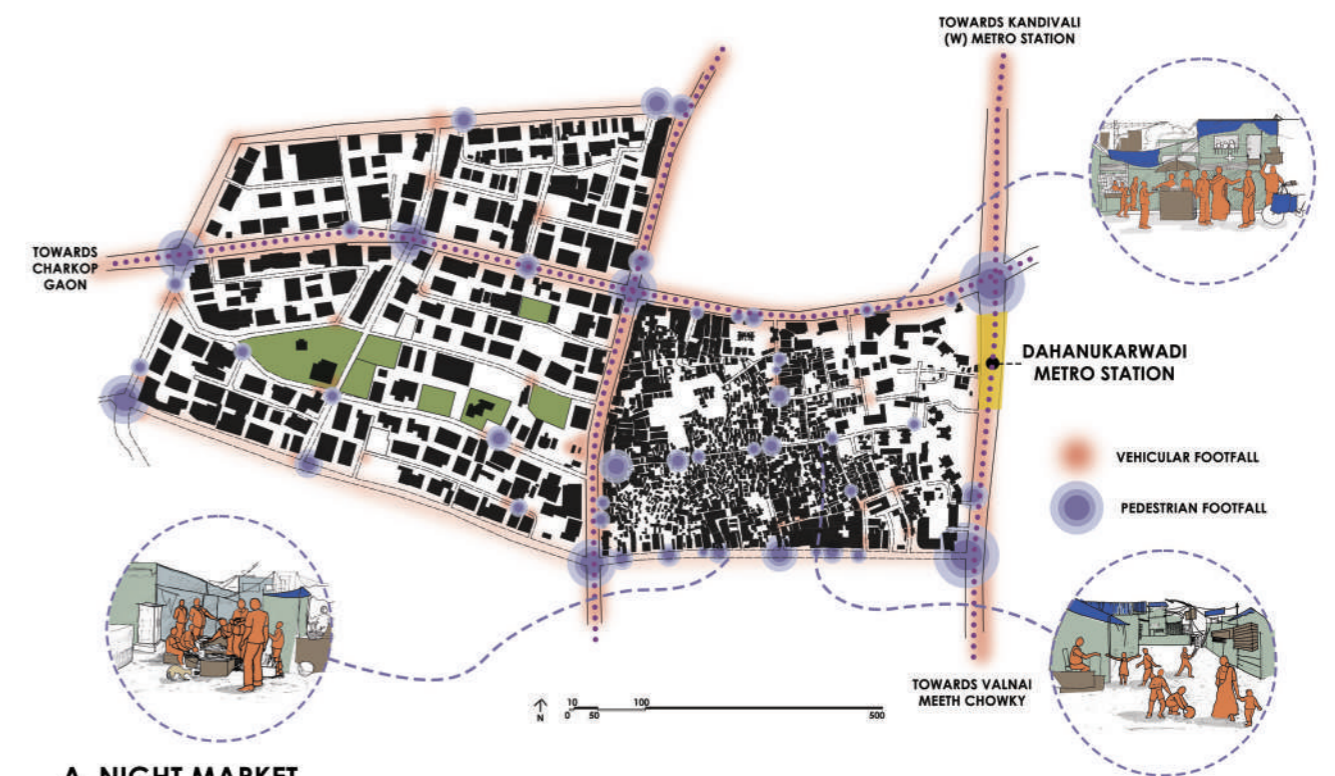 TOWARDS KANDIVALI
(W) METRO STATION
TOWARDS
CHARKOP
GAON
DAHANUKARWADI
METRO STATION
VEHICULAR FOOTFALL
PEDESTRIAN FOOTFALL
TOWARDS VALNAI
MEETH CHOWKY
N
10 100
0 50 500
A. NIGHT MARKET